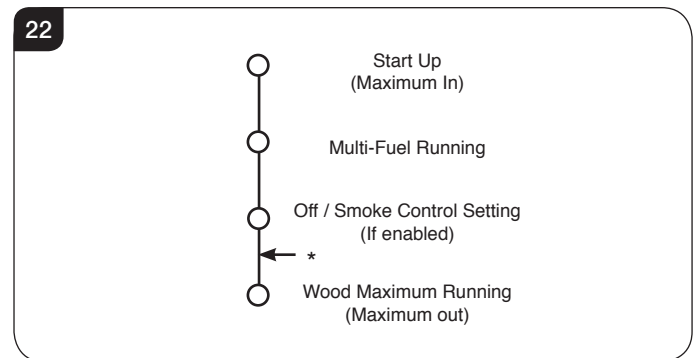 22
Start Up
(Maximum In)
Multi-Fuel Running
Off / Smoke Control Setting
(If enabled)
*
Wood Maximum Running
(Maximum out)